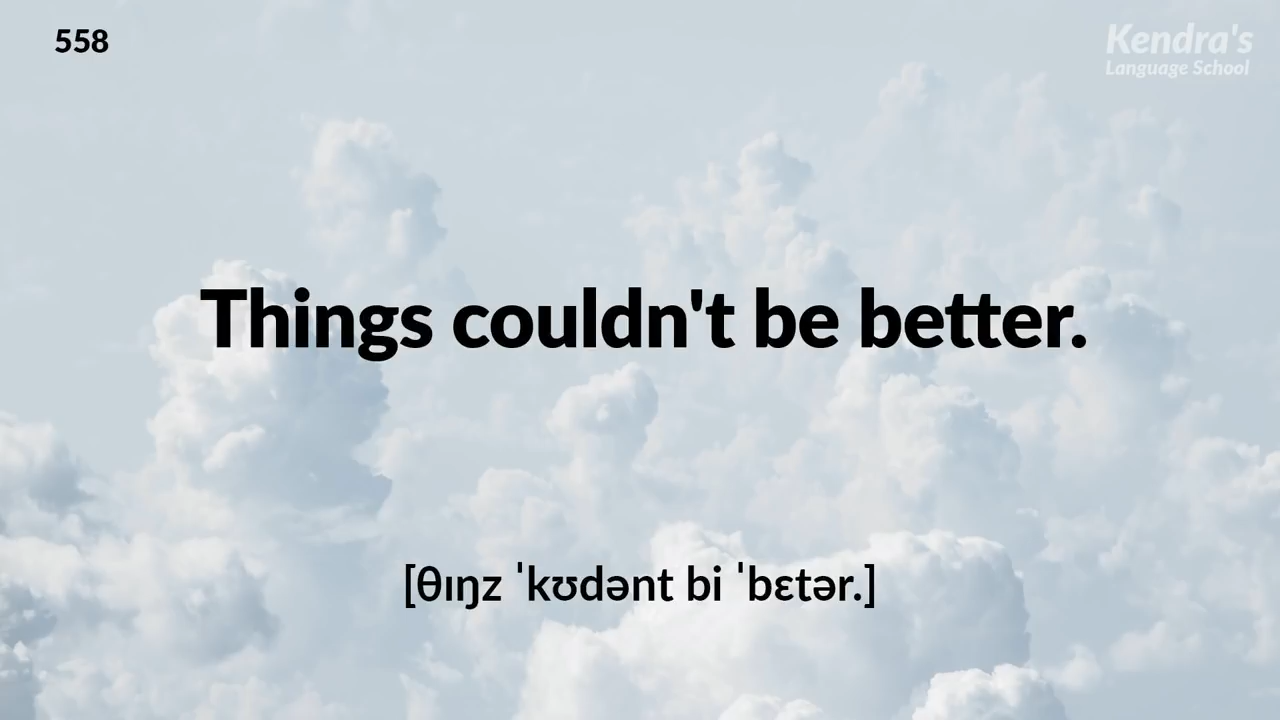 558
Kendra's
Language School
Things couldn't be better.
[θɪŋz ˈkʊdənt bi ˈbɛtər.]